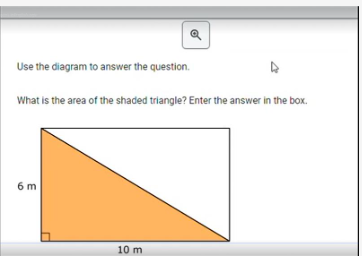 Use the diagram to answer the question.
What is the area of the shaded triangle? Enter the answer in the box.
6 m
10 m